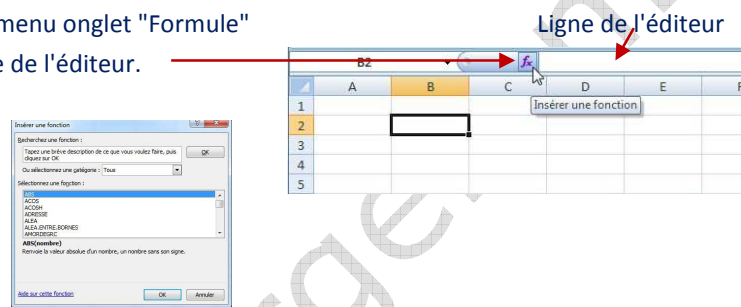 menu onglet "Formule"
Ligne de l'éditeur
e de l'éditeur.
B2
fx
A B C D E
Insérer une fonction
1
2
3
4
5
Insérer une fonction
Recherchez une fonction :
Tapez une brève description de ce que vous voulez faire, puis
cliquez sur OK
OK
Ou sélectionnez une catégorie : Tous
Sélectionnez une fonction :
ABS
ACOS
ACOSH
ADRESSE
ALEA
ALEA.ENTRE.BORNES
AMORDEGRC
ABS(nombre)
Renvoie la valeur absolue d'un nombre, un nombre sans son signe.
Aide sur cette fonction
OK Annuler